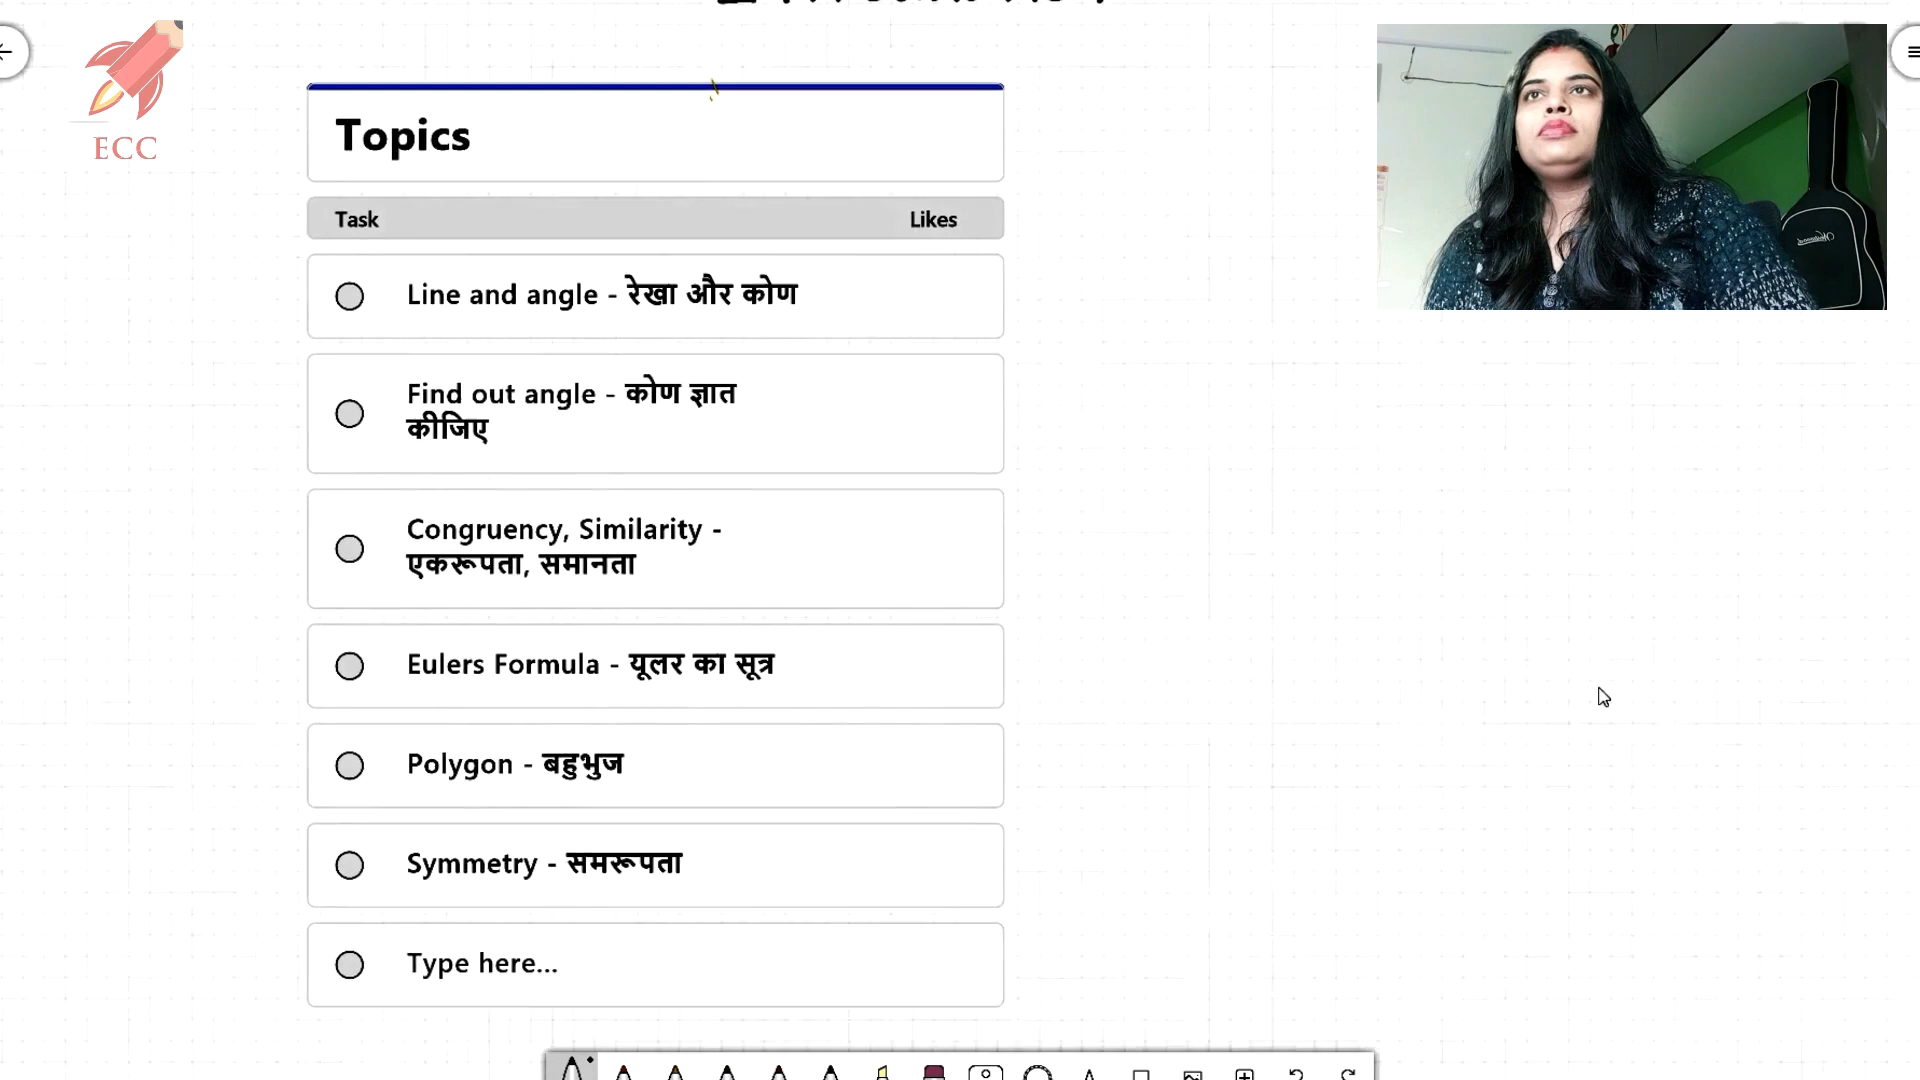 ECC
Topics
Task Likes
Line and angle - रेखा और कोण
Find out angle - कोण ज्ञात
कीजिए
Congruency, Similarity -
एकरूपता, समानता
Eulers Formula - यूलर का सूत्र
Polygon - बहुभुज
Symmetry - समरूपता
Type here...